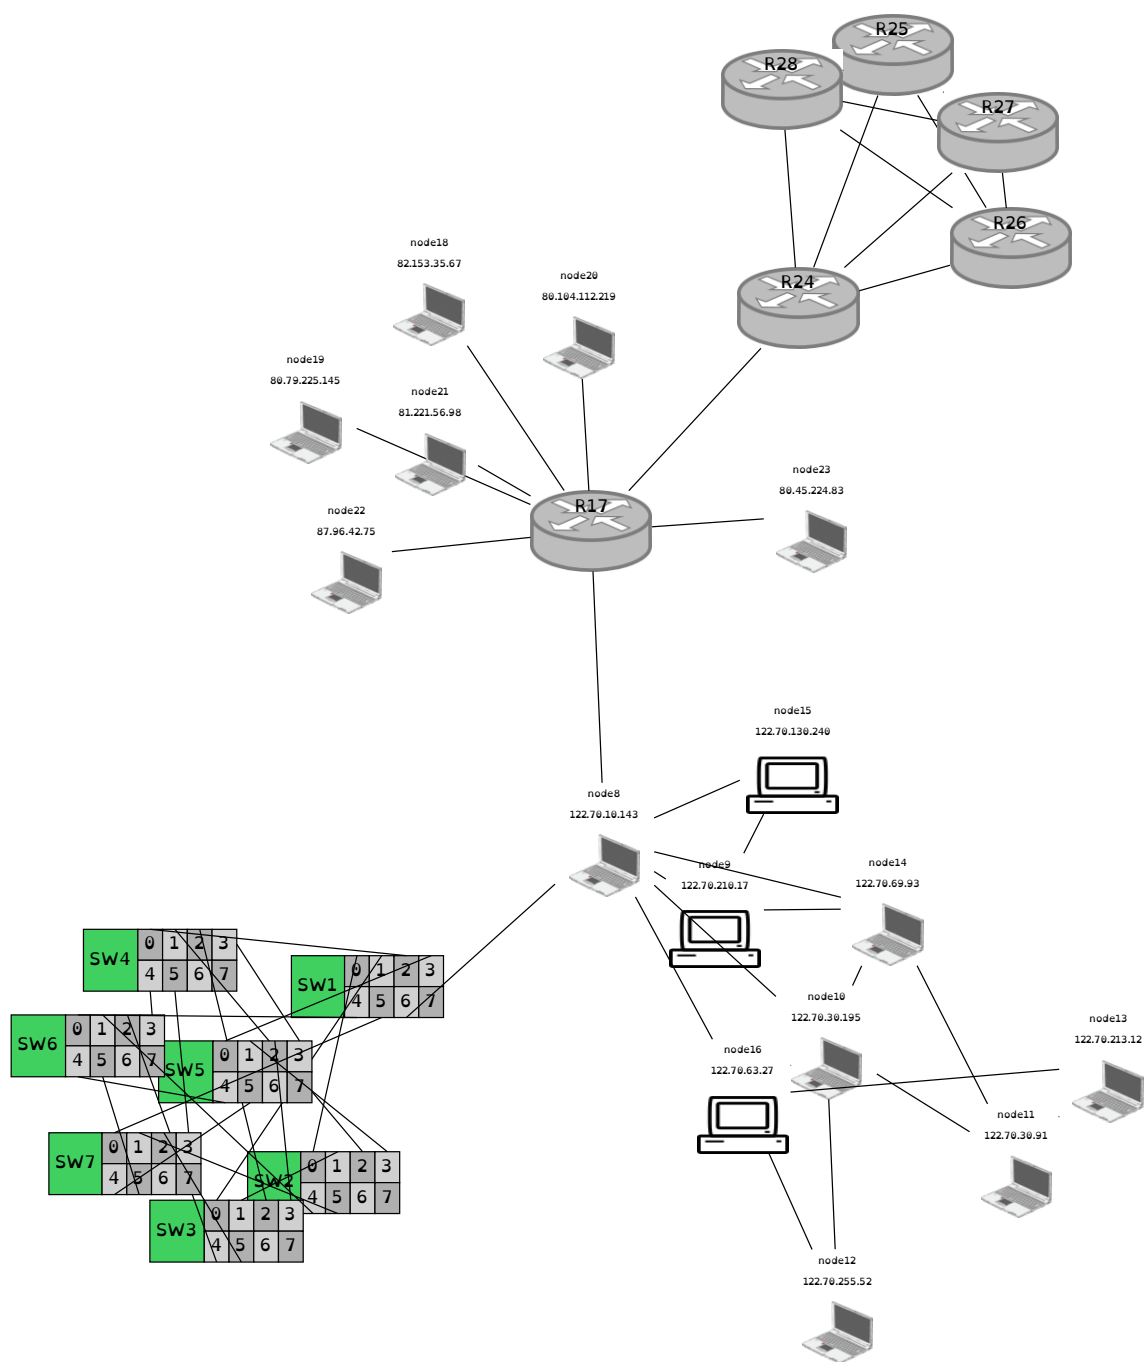 R25
R28
R27
R26
R24
node18
82.153.35.67
node20
80.104.112.219
node19
80.79.225.145
node21
81.221.56.98
node23
80.45.224.83
node22
87.96.42.75
R17
node15
122.70.130.240
node8
122.70.10.143
node9
122.70.210.17
node14
122.70.69.93
node10
122.70.30.195
node13
122.70.213.12
node16
122.70.63.27
node11
122.70.30.91
node12
122.70.255.52
SW4
0 1 2 3
4 5 6 7
SW1
0 1 2 3
4 5 6 7
SW6
0 1 2 3
4 5 6 7
SW5
0 1 2 3
4 5 6 7
SW7
0 1 2 3
4 5 6 7
SW2
0 1 2 3
4 5 6 7
SW3
0 1 2 3
4 5 6 7